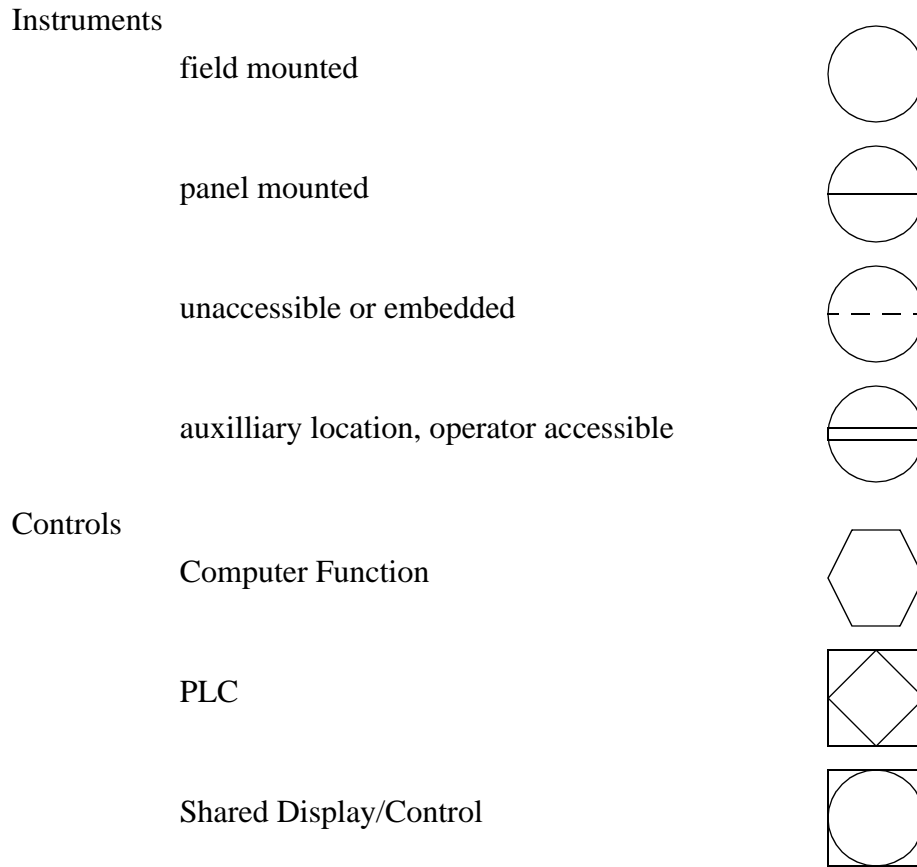 Instruments
field mounted
panel mounted
unaccessible or embedded
auxilliary location, operator accessible
Controls
Computer Function
PLC
Shared Display/Control